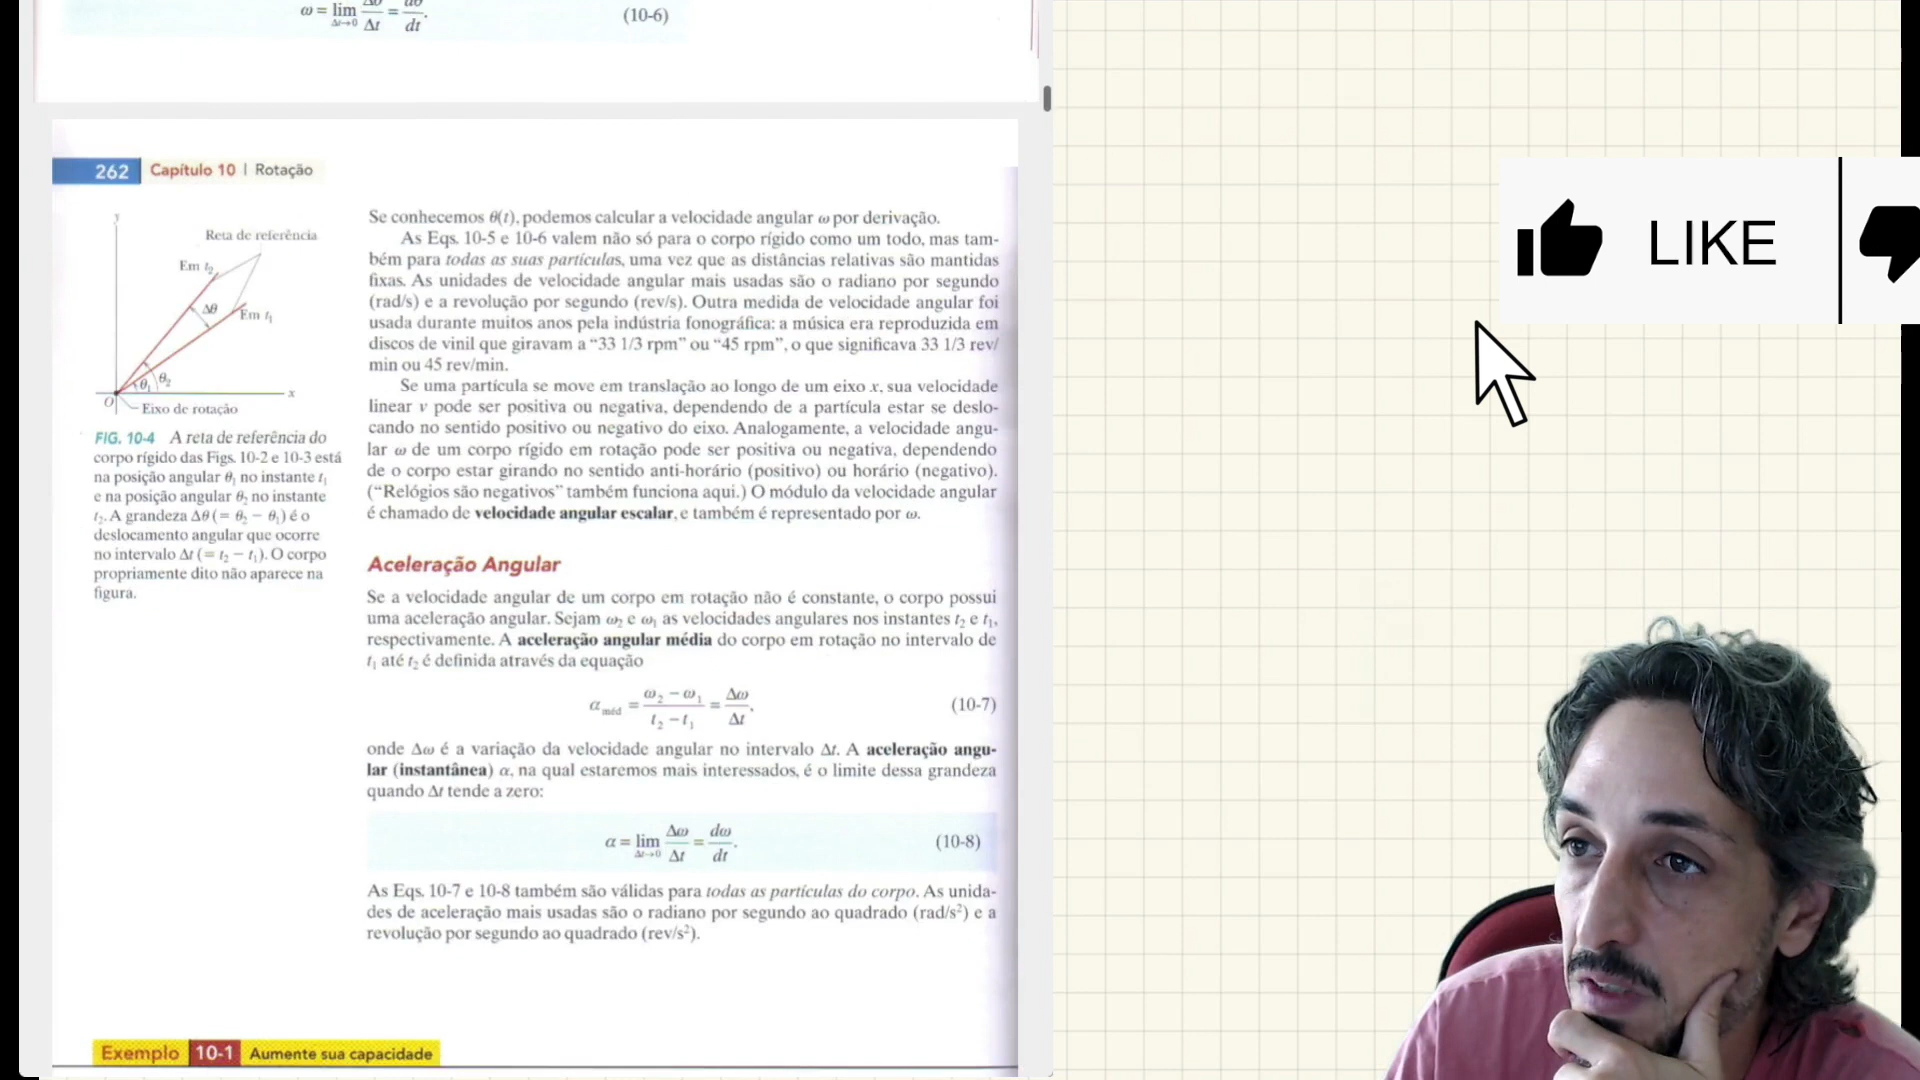 ω = lim Δθ/Δt = dθ/dt. (10-6)
Δt→0
262 Capítulo 10 | Rotação
y
Reta de referência
Em t₂
Δθ
Em t₁
θ₁ θ₂
x
O
Eixo de rotação
FIG. 10-4 A reta de referência do
corpo rígido das Figs. 10-2 e 10-3 está
na posição angular θ₁ no instante t₁
e na posição angular θ₂ no instante
t₂. A grandeza Δθ (= θ₂ − θ₁) é o
deslocamento angular que ocorre
no intervalo Δt (= t₂ − t₁). O corpo
propriamente dito não aparece na
figura.
Se conhecemos θ(t), podemos calcular a velocidade angular ω por derivação.
As Eqs. 10-5 e 10-6 valem não só para o corpo rígido como um todo, mas tam-
bém para todas as suas partículas, uma vez que as distâncias relativas são mantidas
fixas. As unidades de velocidade angular mais usadas são o radiano por segundo
(rad/s) e a revolução por segundo (rev/s). Outra medida de velocidade angular foi
usada durante muitos anos pela indústria fonográfica: a música era reproduzida em
discos de vinil que giravam a “33 1/3 rpm” ou “45 rpm”, o que significava 33 1/3 rev/
min ou 45 rev/min.
Se uma partícula se move em translação ao longo de um eixo x, sua velocidade
linear v pode ser positiva ou negativa, dependendo de a partícula estar se deslo-
cando no sentido positivo ou negativo do eixo. Analogamente, a velocidade angu-
lar ω de um corpo rígido em rotação pode ser positiva ou negativa, dependendo
de o corpo estar girando no sentido anti-horário (positivo) ou horário (negativo).
(“Relógios são negativos” também funciona aqui.) O módulo da velocidade angular
é chamado de velocidade angular escalar, e também é representado por ω.
Aceleração Angular
Se a velocidade angular de um corpo em rotação não é constante, o corpo possui
uma aceleração angular. Sejam ω₂ e ω₁ as velocidades angulares nos instantes t₂ e t₁,
respectivamente. A aceleração angular média do corpo em rotação no intervalo de
t₁ até t₂ é definida através da equação
α méd = (ω₂ − ω₁)/(t₂ − t₁) = Δω/Δt, (10-7)
onde Δω é a variação da velocidade angular no intervalo Δt. A aceleração angu-
lar (instantânea) α, na qual estaremos mais interessados, é o limite dessa grandeza
quando Δt tende a zero:
α = lim Δω/Δt = dω/dt. (10-8)
Δt→0
As Eqs. 10-7 e 10-8 também são válidas para todas as partículas do corpo. As unida-
des de aceleração mais usadas são o radiano por segundo ao quadrado (rad/s²) e a
revolução por segundo ao quadrado (rev/s²).
Exemplo 10-1 Aumente sua capacidade
LIKE